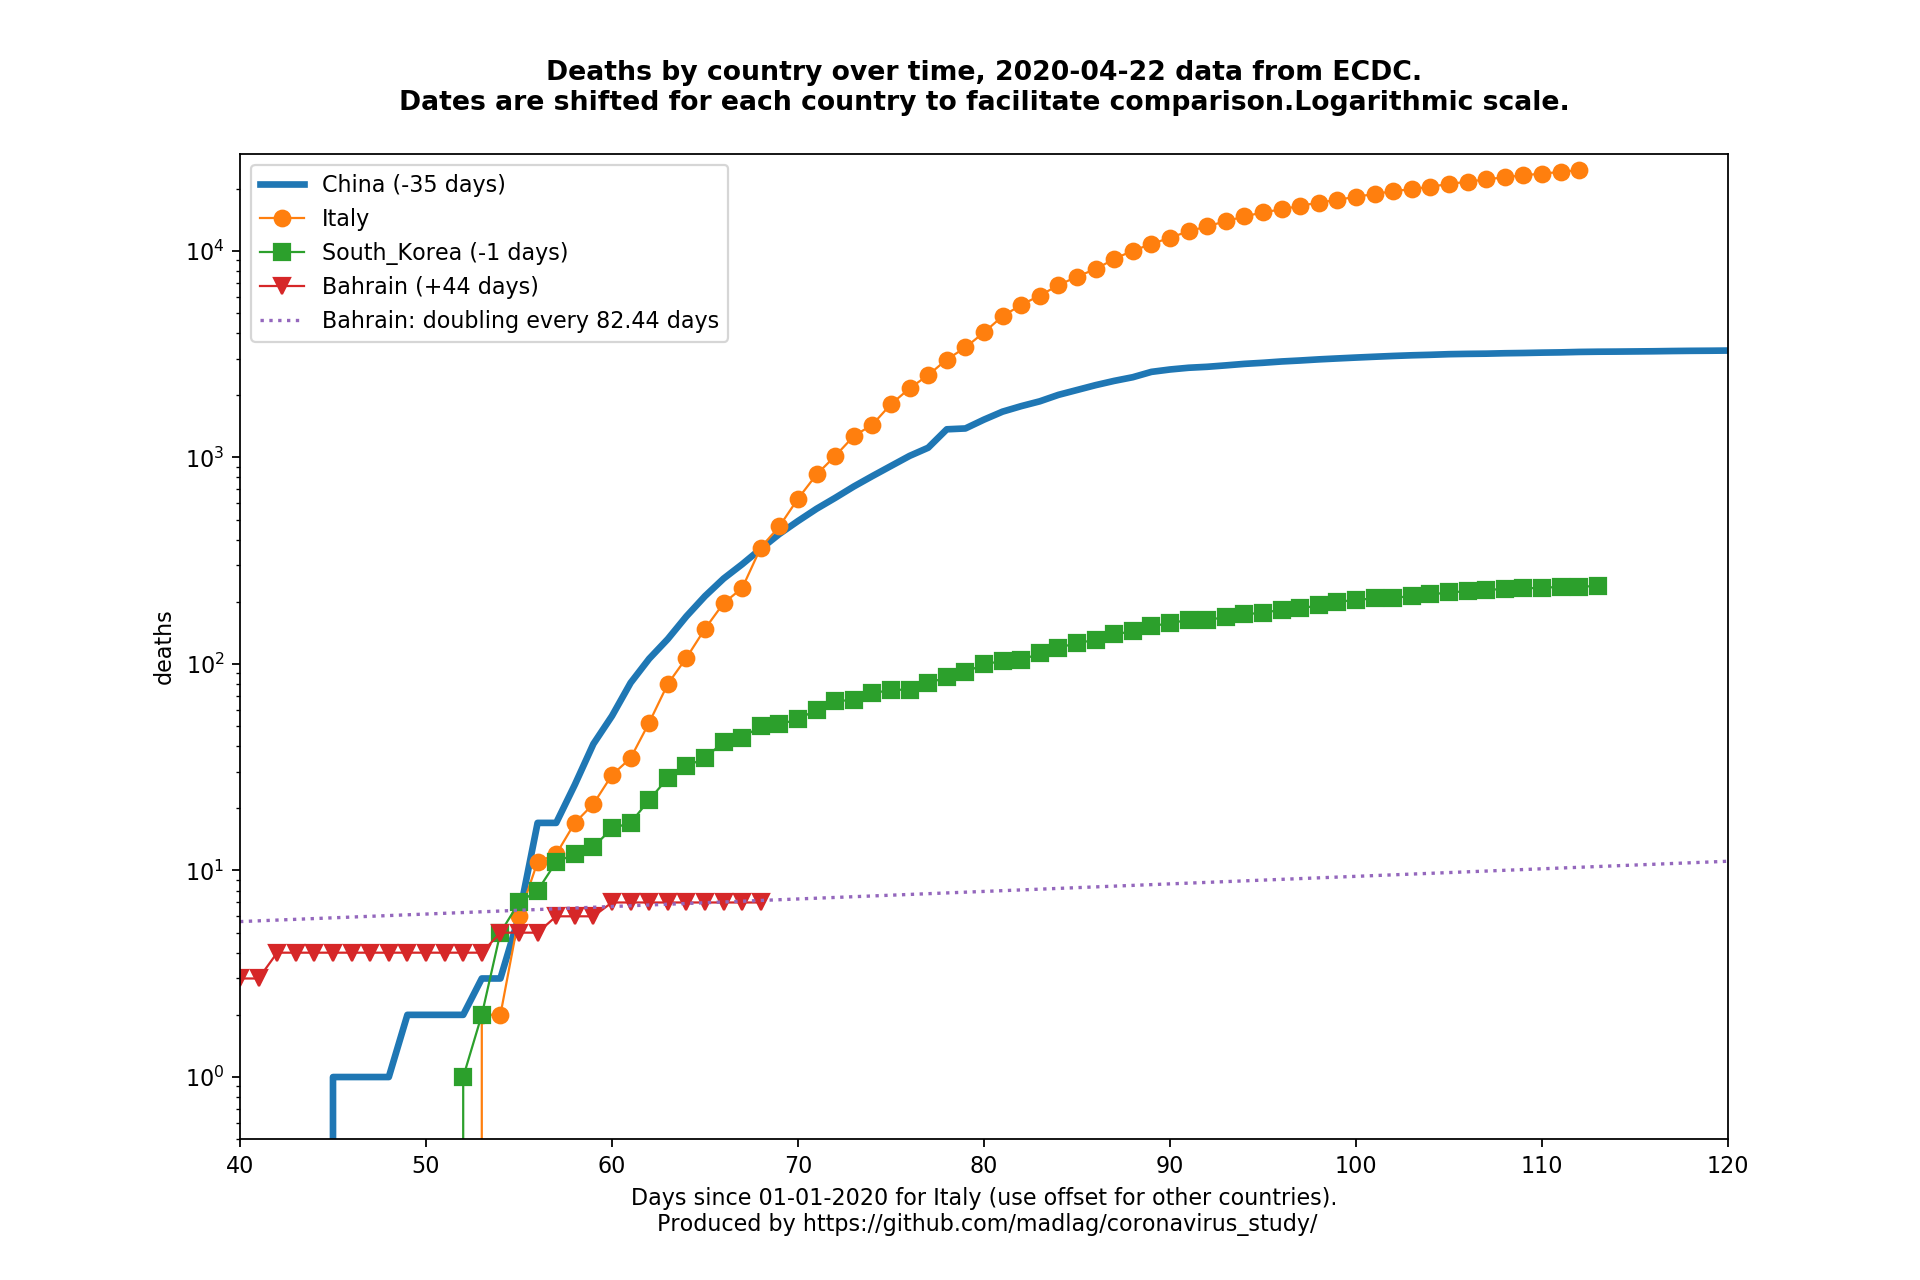 Deaths by country over time, 2020-04-22 data from ECDC.
Dates are shifted for each country to facilitate comparison.Logarithmic scale.
China (-35 days)
Italy
South_Korea (-1 days)
Bahrain (+44 days)
Bahrain: doubling every 82.44 days
deaths
10^4
10^3
10^2
10^1
10^0
40 50 60 70 80 90 100 110 120
Days since 01-01-2020 for Italy (use offset for other countries).
Produced by https://github.com/madlag/coronavirus_study/